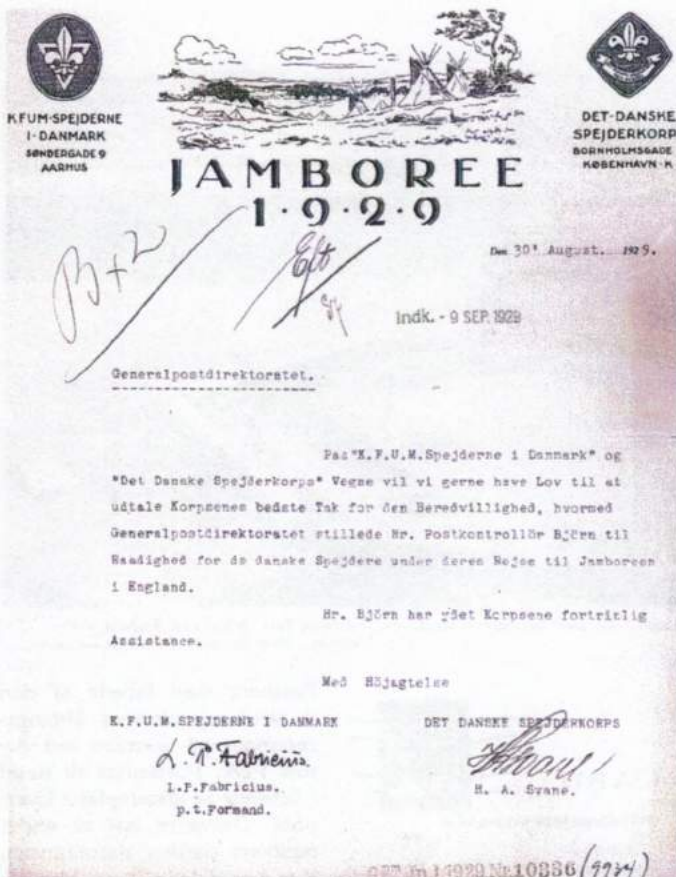 KFUM-SPEJDERNE
I-DANMARK
SØNDERGADE 9
AARHUS
DET-DANSKE
SPEJDERKORP
BORNHOLMSGADE
KØBENHAVN·K
JAMBOREE
1·9·2·9
B+2
Den 30' August. 1929.
Indk. - 9 SEP. 1929
Generalpostdirektoratet.
Paa "K.F.U.M.Spejderne i Danmark" og
"Det Danske Spejderkorps" Vegne vil vi gerne have Lov til at
udtale Korpsenes bedste Tak for den Beredvillighed, hvormed
Generalpostdirektoratet stillede Hr. Postkontrollör Björn til
Raadighed for de danske Spejdere under deres Rejse til Jamboreen
i England.
Hr. Björn har ydet Korpsene fortrinlig
Assistance.
Med Höjagtelse
K.F.U.M.SPEJDERNE I DANMARK
DET DANSKE SPEJDERKORPS
L. P. Fabricius.
L.P.Fabricius.
H. A. Svane.
p.t.Formand.
1929 Nr 10886 (9934)